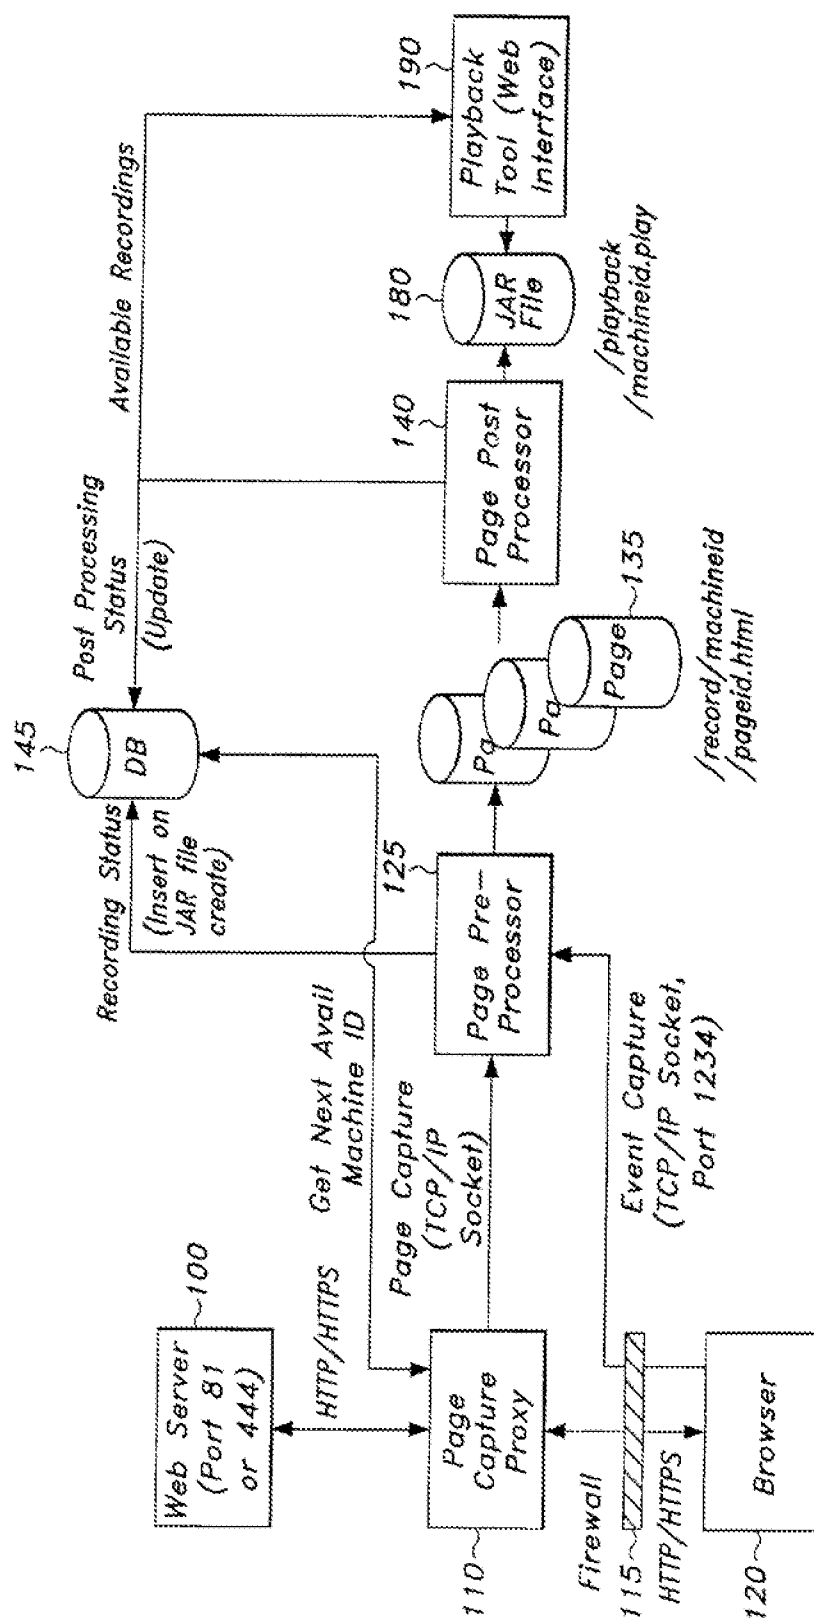 100
Web Server
(Port 81
or 444)
HTTP/HTTPS
110
Page
Capture
Proxy
Firewall
115
HTTP/HTTPS
120
Browser
Get Next Avail
Machine ID
Page Capture
(TCP/IP
Socket)
Event Capture
(TCP/IP Socket,
Port 1234)
Recording Status
(Insert on
JAR file
create)
125
Page Pre-
Processor
145
DB
Post Processing
Status
(Update)
Pa
Pa
Page
135
/record/machineid
/pageid.html
140
Page Post
Processor
Available Recordings
180
JAR
File
/playback
/machineid.play
190
Playback
Tool (Web
Interface)